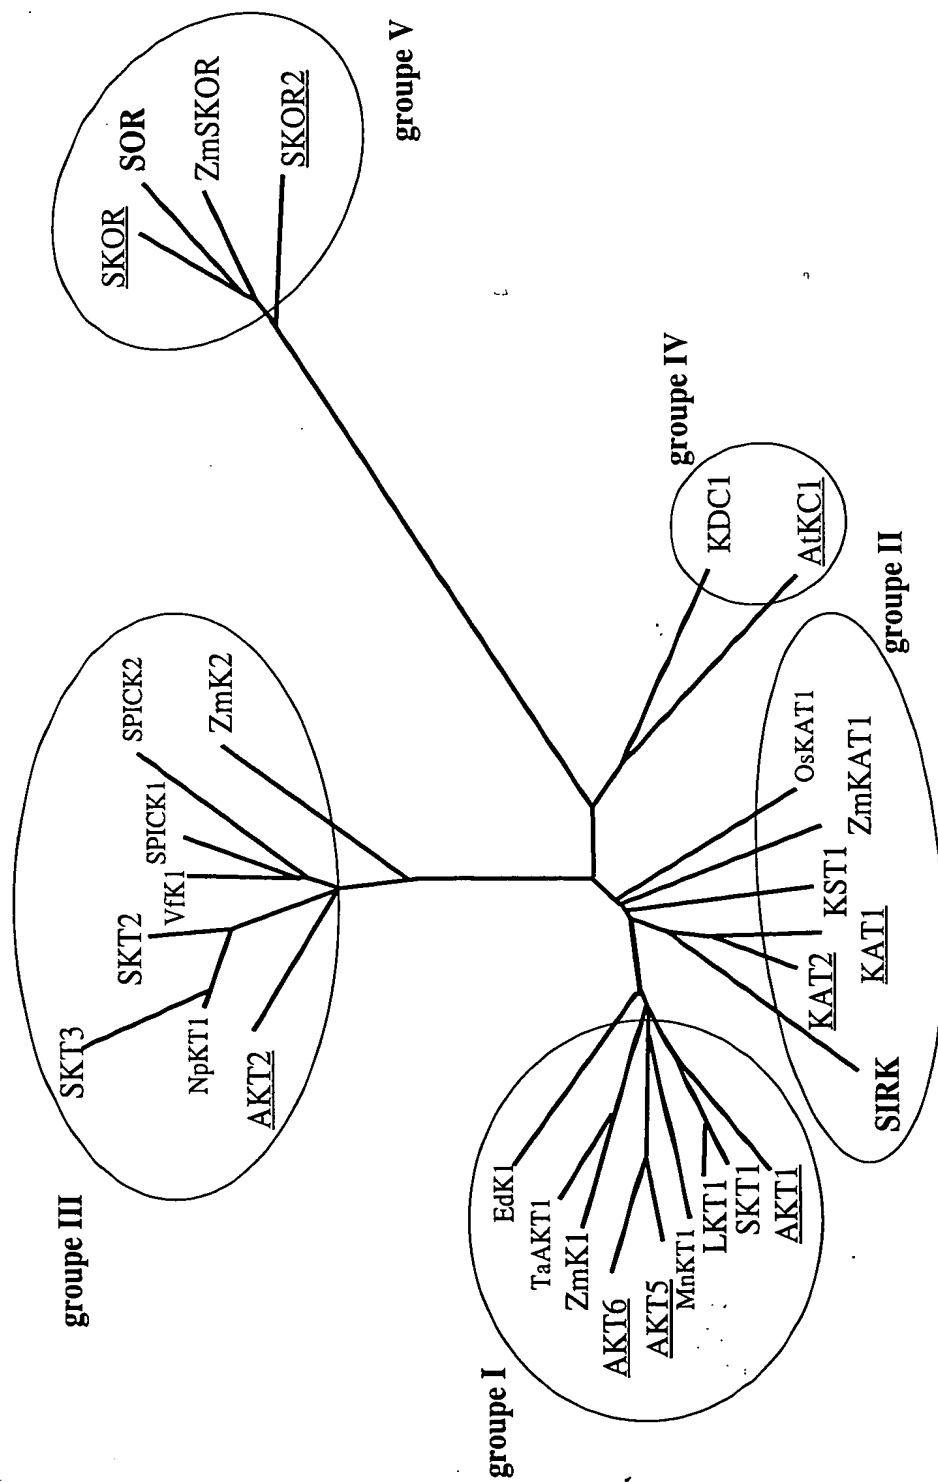 groupe III
SKT3
NpKT1
AKT2
SKT2
VfK1
SPICK1
SPICK2
ZmK2
groupe V
SKOR
SOR
ZmSKOR
SKOR2
groupe IV
KDC1
AtKC1
groupe II
OsKAT1
ZmKAT1
KST1
KAT1
KAT2
SIRK
groupe I
EdK1
TaAKT1
ZmK1
AKT6
AKT5
MnKT1
LKT1
SKT1
AKT1